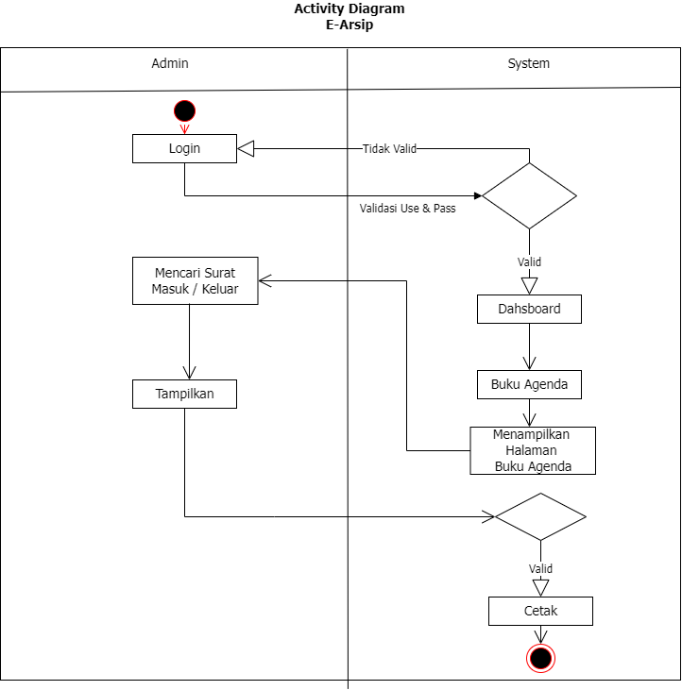 Activity Diagram
E-Arsip
Admin
System
Login
Tidak Valid
Validasi Use & Pass
Valid
Mencari Surat
Masuk / Keluar
Dahsboard
Buku Agenda
Tampilkan
Menampilkan
Halaman
Buku Agenda
Valid
Cetak